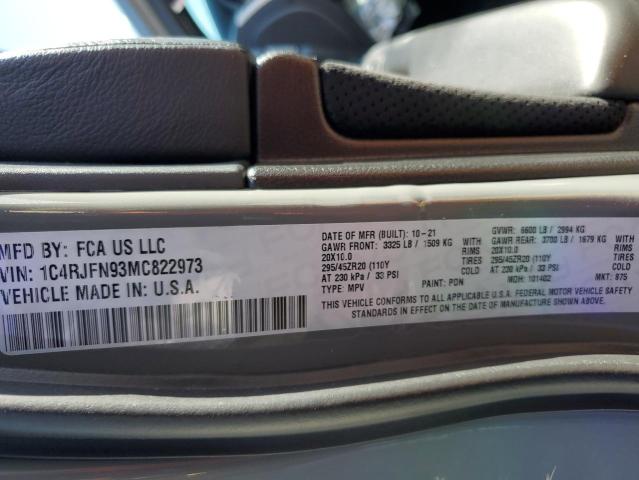 MFD BY: FCA US LLC
VIN: 1C4RJFN93MC822973
VEHICLE MADE IN: U.S.A.
DATE OF MFR (BUILT): 10-21
GAWR FRONT: 3325 LB / 1509 KG WITH
20X10.0 RIMS
295/45ZR20 (110Y TIRES
AT 230 kPa / 33 PSI
TYPE: MPV
GVWR: 6600 LB / 2994 KG
GAWR REAR: 3700 LB / 1679 KG WITH
20X10.0 RIMS
295/45ZR20 (110Y TIRES
AT 230 kPa / 33 PSI AT
PAINT: PDN MDH: 101402 MKT: 875
THIS VEHICLE CONFORMS TO ALL APPLICABLE U.S.A. FEDERAL MOTOR VEHICLE SAFETY
STANDARDS IN EFFECT ON THE DATE OF MANUFACTURE SHOWN ABOVE.